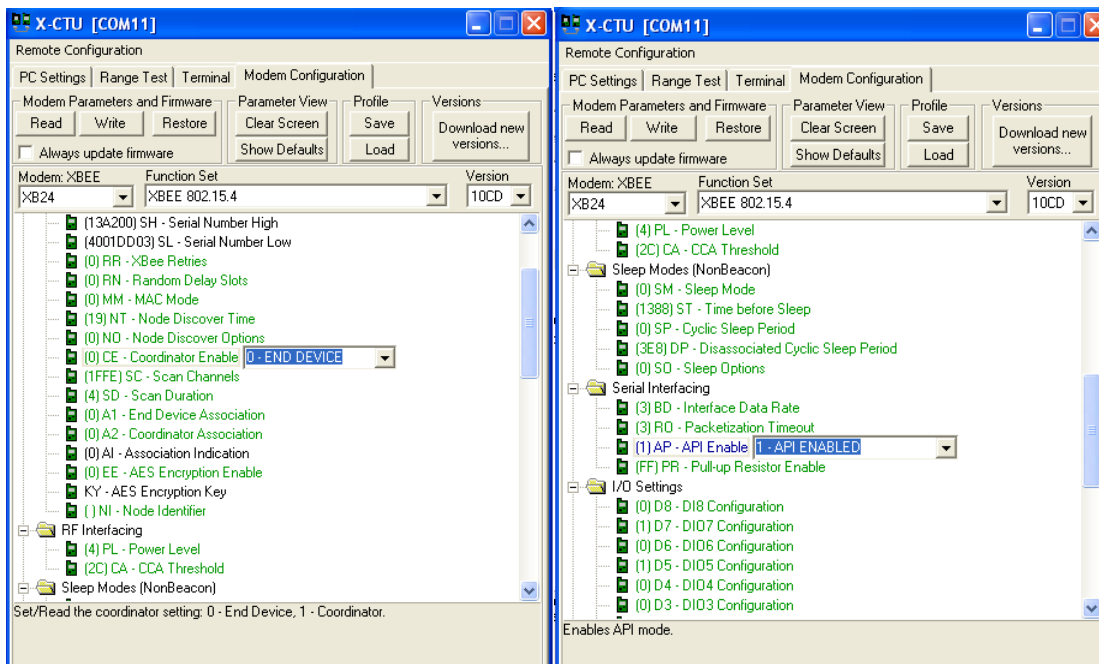 X-CTU [COM11]
Remote Configuration
PC Settings Range Test Terminal Modem Configuration
Modem Parameters and Firmware Parameter View Profile Versions
Read Write Restore Clear Screen Save Download new versions...
Always update firmware Show Defaults Load
Modem: XBEE Function Set Version
XB24 XBEE 802.15.4 10CD
(13A200) SH - Serial Number High
(4001DD03) SL - Serial Number Low
(0) RR - XBee Retries
(0) RN - Random Delay Slots
(0) MM - MAC Mode
(19) NT - Node Discover Time
(0) NO - Node Discover Options
(0) CE - Coordinator Enable 0 - END DEVICE
(1FFE) SC - Scan Channels
(4) SD - Scan Duration
(0) A1 - End Device Association
(0) A2 - Coordinator Association
(0) AI - Association Indication
(0) EE - AES Encryption Enable
KY - AES Encryption Key
( ) NI - Node Identifier
RF Interfacing
(4) PL - Power Level
(2C) CA - CCA Threshold
Sleep Modes (NonBeacon)
Set/Read the coordinator setting: 0 - End Device, 1 - Coordinator.
X-CTU [COM11]
Remote Configuration
PC Settings Range Test Terminal Modem Configuration
Modem Parameters and Firmware Parameter View Profile Versions
Read Write Restore Clear Screen Save Download new versions...
Always update firmware Show Defaults Load
Modem: XBEE Function Set Version
XB24 XBEE 802.15.4 10CD
(4) PL - Power Level
(2C) CA - CCA Threshold
Sleep Modes (NonBeacon)
(0) SM - Sleep Mode
(1388) ST - Time before Sleep
(0) SP - Cyclic Sleep Period
(3E8) DP - Disassociated Cyclic Sleep Period
(0) SO - Sleep Options
Serial Interfacing
(3) BD - Interface Data Rate
(3) RO - Packetization Timeout
(1) AP - API Enable 1 - API ENABLED
(FF) PR - Pull-up Resistor Enable
I/O Settings
(0) D8 - DI8 Configuration
(1) D7 - DIO7 Configuration
(0) D6 - DIO6 Configuration
(1) D5 - DIO5 Configuration
(0) D4 - DIO4 Configuration
(0) D3 - DIO3 Configuration
Enables API mode.